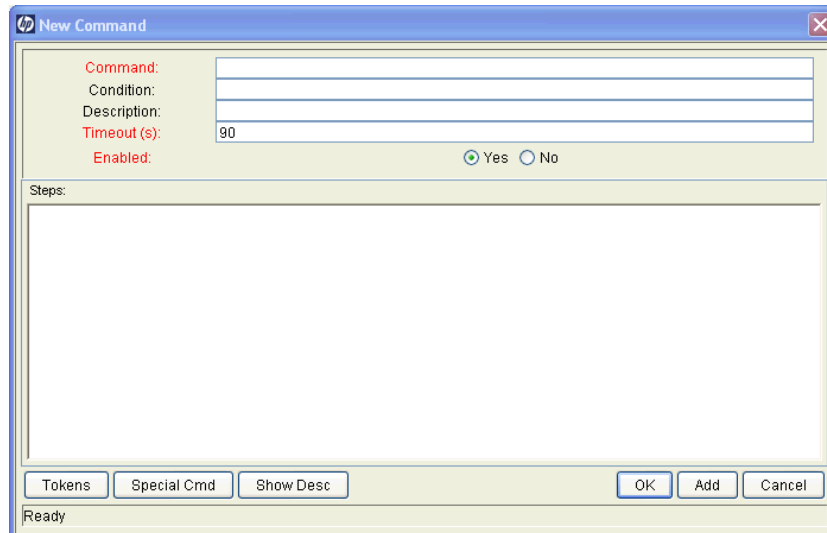 hp New Command
Command:
Condition:
Description:
Timeout (s): 90
Enabled: Yes No
Steps:
Tokens Special Cmd Show Desc OK Add Cancel
Ready